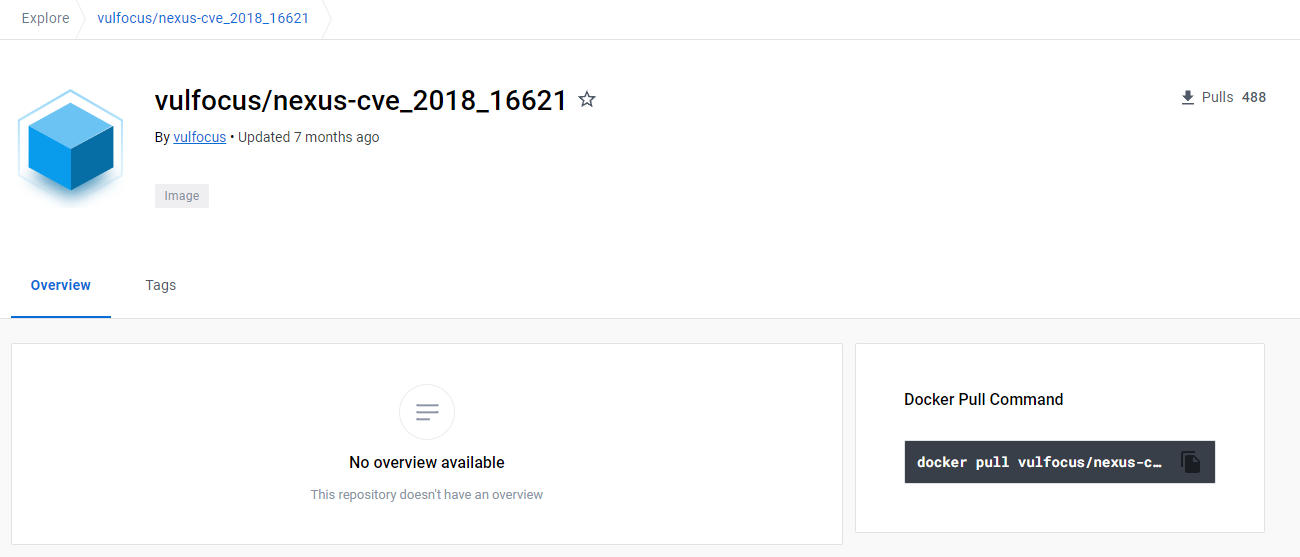 Explore
vulfocus/nexus-cve_2018_16621
vulfocus/nexus-cve_2018_16621
Pulls 488
By vulfocus • Updated 7 months ago
Image
Overview
Tags
No overview available
This repository doesn't have an overview
Docker Pull Command
docker pull vulfocus/nexus-c…